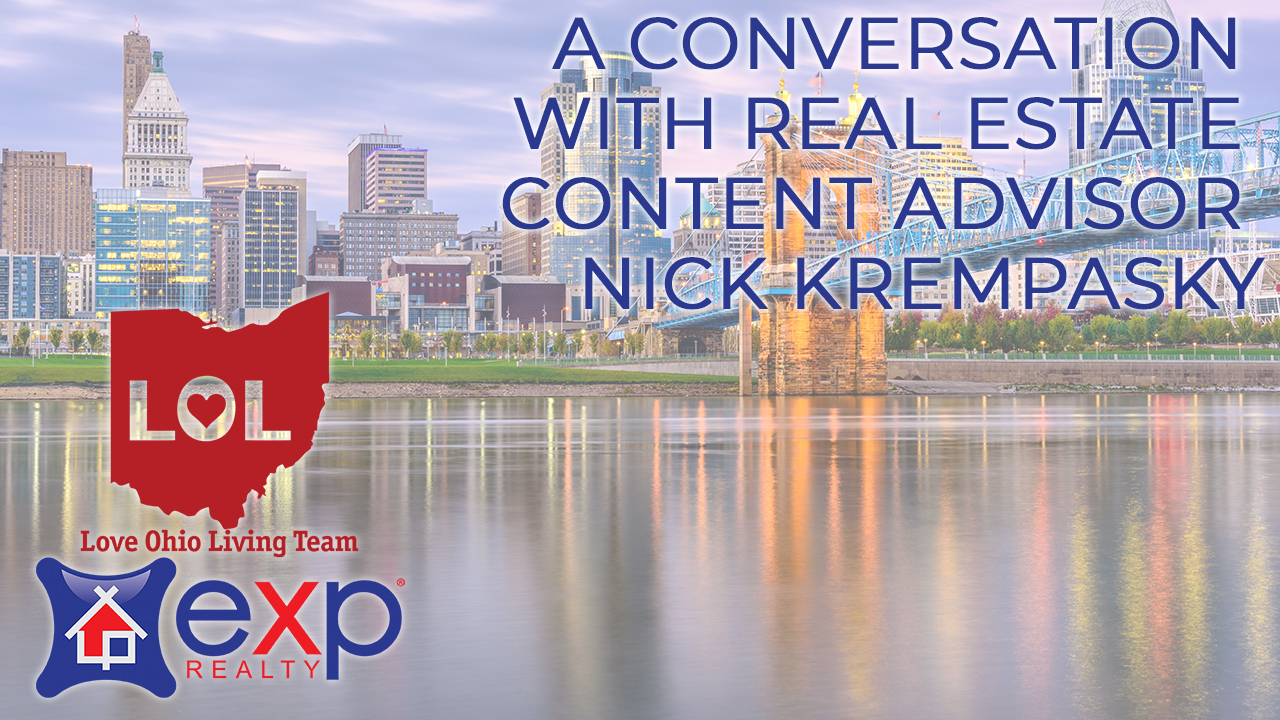 A CONVERSATION
WITH REAL ESTATE
CONTENT ADVISOR
NICK KREMPASKY
LOL
Love Ohio Living Team
exp®
REALTY